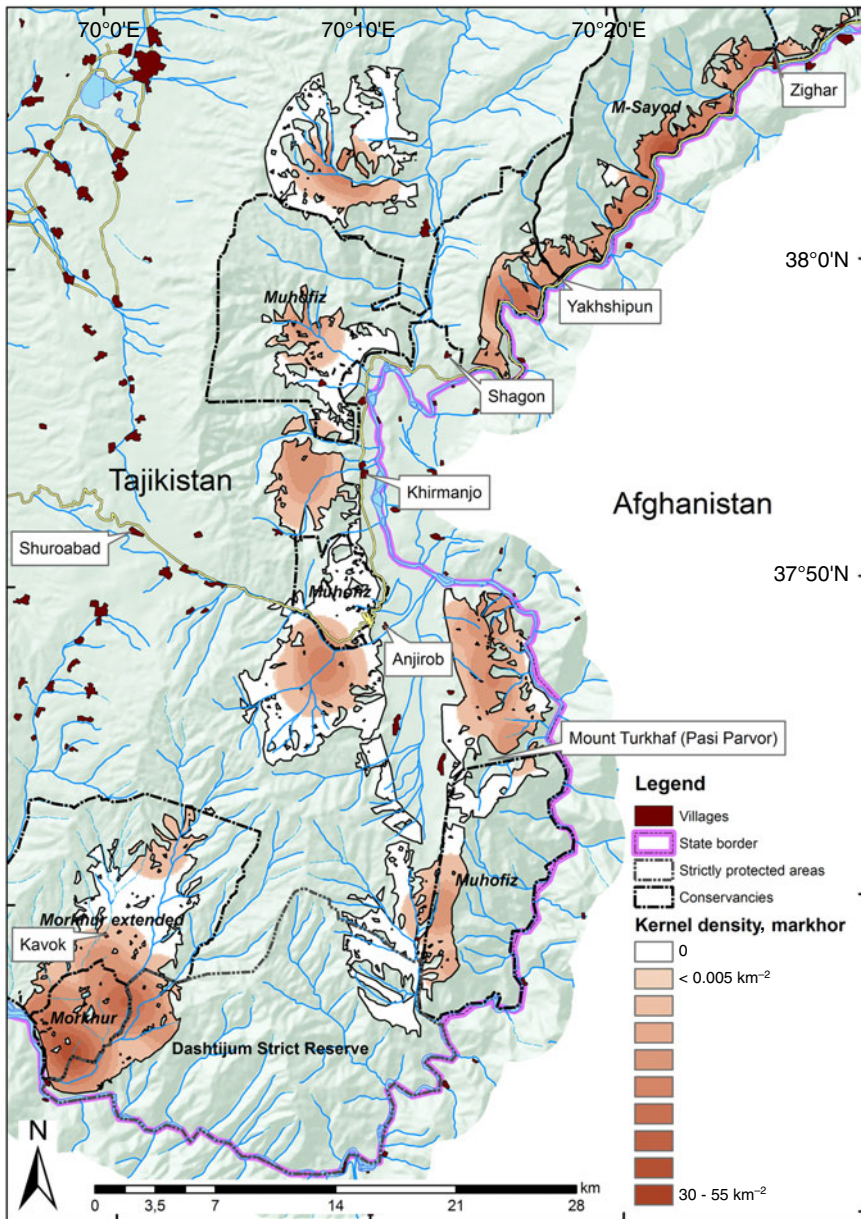 70°0'E
70°10'E
70°20'E
Zighar
M-Sayod
38°0'N
Muhofiz
Yakhshipun
Shagon
Tajikistan
Khirmanjo
Afghanistan
Shuroabad
37°50'N
Muhofiz
Anjirob
Mount Turkhaf (Pasi Parvor)
Legend
Villages
State border
Strictly protected areas
Conservancies
Muhofiz
Morkhur extended
Kavok
Kernel density, markhor
0
< 0.005 km⁻²
Morkhur
Dashtijum Strict Reserve
N
30 - 55 km⁻²
km
0 3,5 7 14 21 28